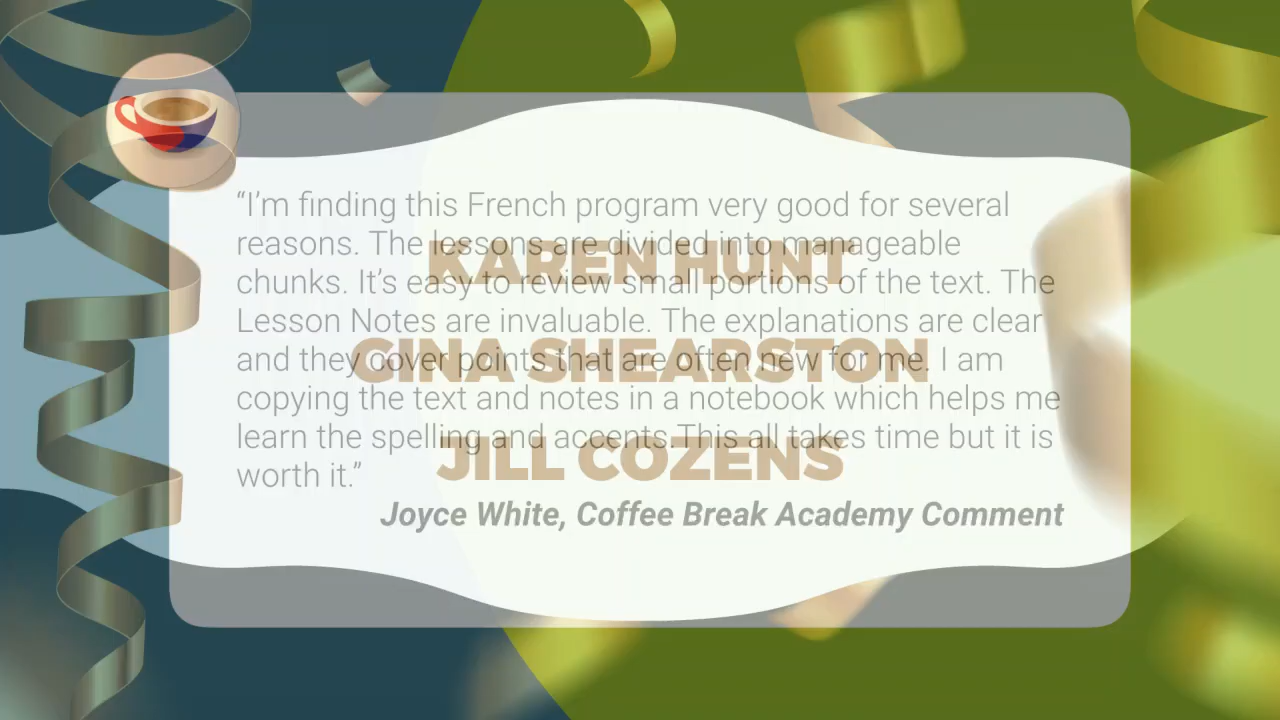 “I’m finding this French program very good for several
reasons. The lessons are divided into manageable
KAREN HUNT
chunks. It’s easy to review small portions of the text. The
Lesson Notes are invaluable. The explanations are clear
and they cover points that are often new for me. I am
GINA SHEARSTON
copying the text and notes in a notebook which helps me
learn the spelling and accents.This all takes time but it is
JILL COZENS
worth it.”
Joyce White, Coffee Break Academy Comment